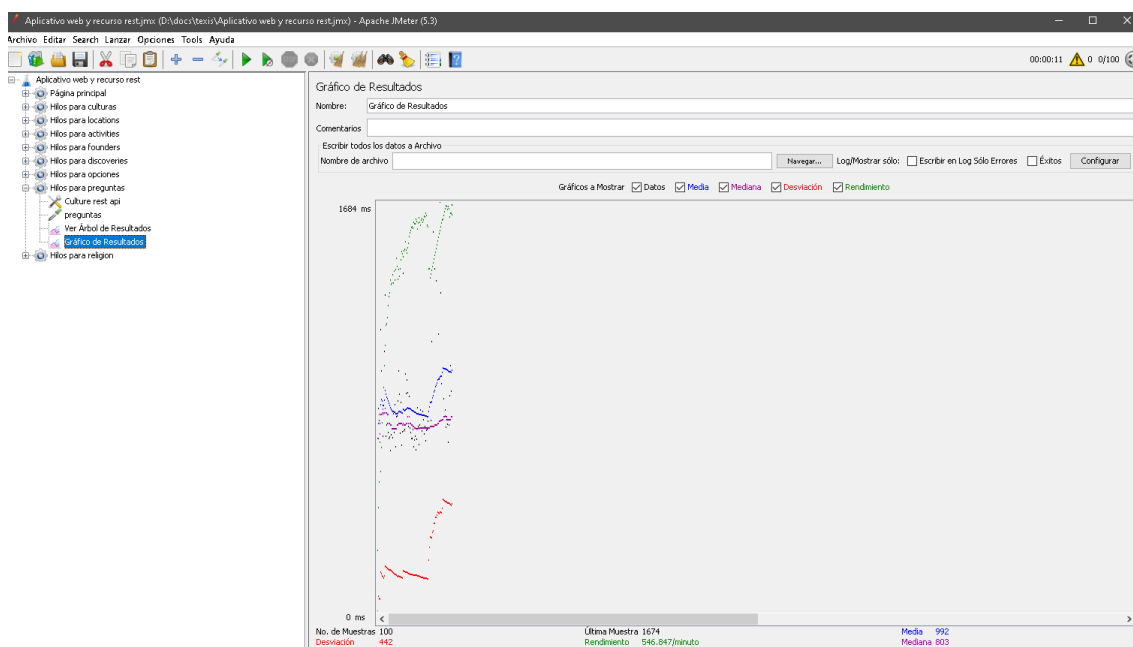 Aplicativo web y recurso rest.jmx (D:\docs\texis\Aplicativo web y recurso rest.jmx) - Apache JMeter (5.3)
Archivo Editar Search Lanzar Opciones Tools Ayuda
00:00:11 0 0/100
Aplicativo web y recurso rest
Página principal
Hilos para culturas
Hilos para locations
Hilos para activities
Hilos para founders
Hilos para discoveries
Hilos para opciones
Hilos para preguntas
Culture rest api
preguntas
Ver Árbol de Resultados
Gráfico de Resultados
Hilos para religion
Gráfico de Resultados
Nombre: Gráfico de Resultados
Comentarios
Escribir todos los datos a Archivo
Nombre de archivo Navegar... Log/Mostrar sólo: Escribir en Log Sólo Errores Éxitos Configurar
Gráficos a Mostrar Datos Media Mediana Desviación Rendimiento
1684 ms
0 ms
No. de Muestras 100 Última Muestra 1674 Media 992
Desviación 442 Rendimiento 546.847/minuto Mediana 803